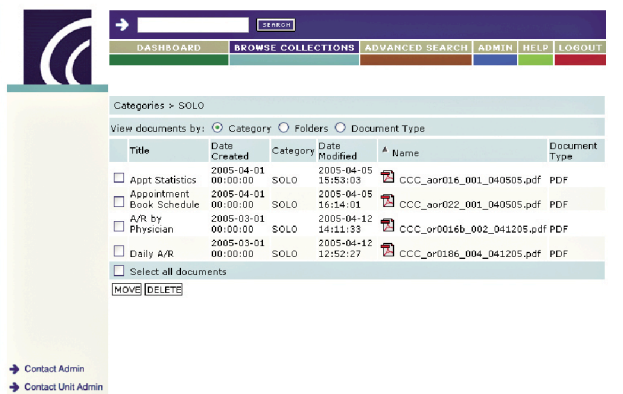 SEARCH
DASHBOARD BROWSE COLLECTIONS ADVANCED SEARCH ADMIN HELP LOGOUT
Categories > SOLO
View documents by: Category Folders Document Type
Title Date Created Category Date Modified Name Document Type
Appt Statistics 2005-04-01 00:00:00 SOLO 2005-04-05 15:53:03 CCC_aor016_001_040505.pdf PDF
Appointment Book Schedule 2005-04-01 00:00:00 SOLO 2005-04-05 16:14:01 CCC_aor022_001_040505.pdf PDF
A/R by Physician 2005-03-01 00:00:00 SOLO 2005-04-12 14:11:33 CCC_or0016b_002_041205.pdf PDF
Daily A/R 2005-03-01 00:00:00 SOLO 2005-04-12 12:52:27 CCC_or0186_004_041205.pdf PDF
Select all documents
MOVE DELETE
Contact Admin
Contact Unit Admin